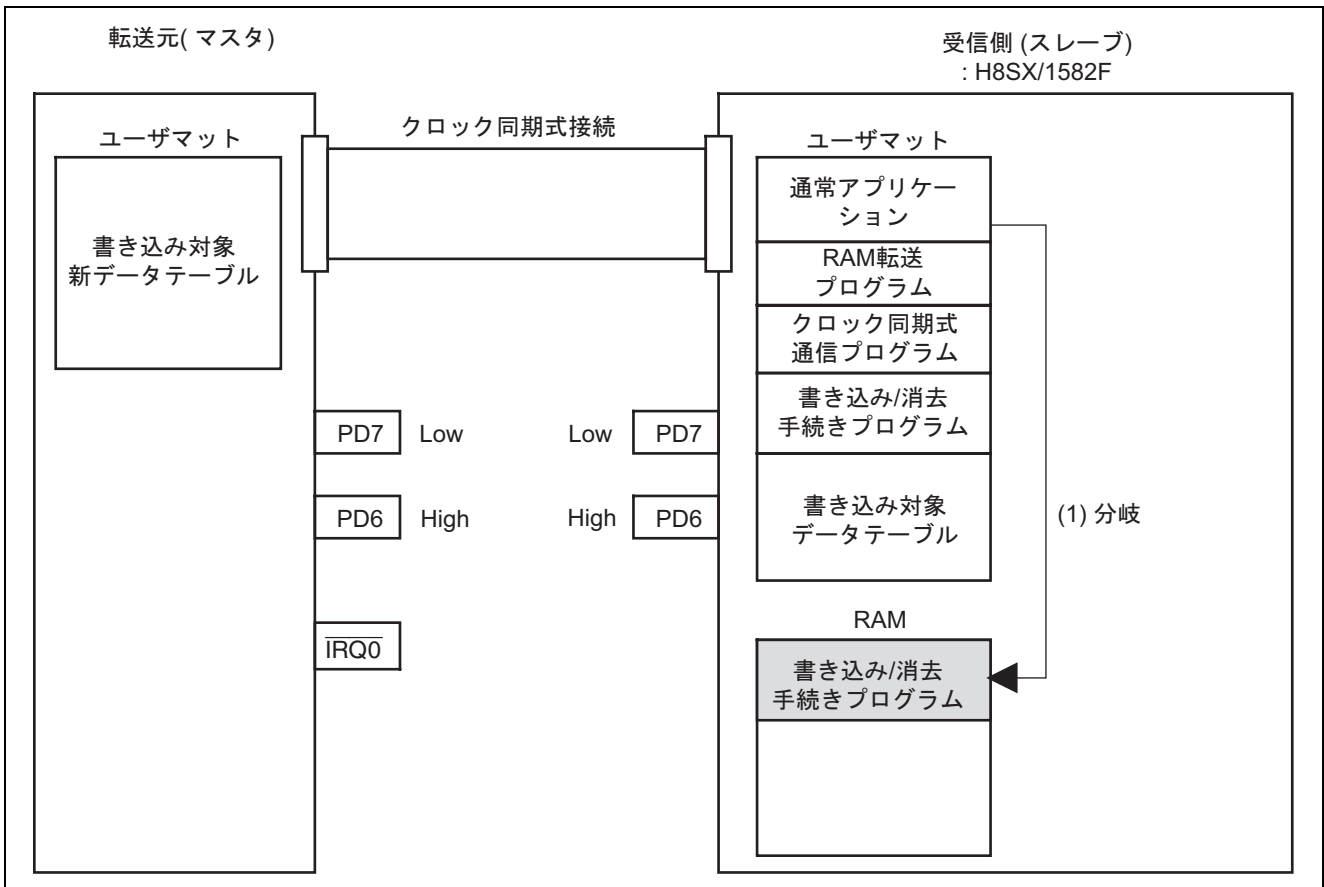 転送元( マスタ)
受信側 (スレーブ)
: H8SX/1582F
ユーザマット
書き込み対象
新データテーブル
クロック同期式接続
ユーザマット
通常アプリケー
ション
RAM転送
プログラム
クロック同期式
通信プログラム
書き込み/消去
手続きプログラム
書き込み対象
データテーブル
(1) 分岐
PD7 Low
Low PD7
PD6 High
High PD6
IRQ0
RAM
書き込み/消去
手続きプログラム